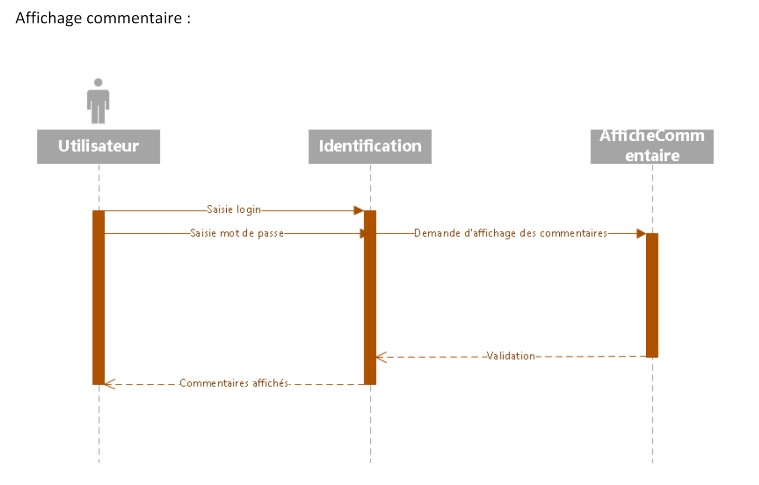 Affichage commentaire :
Utilisateur
Identification
AfficheComm
entaire
Saisie login
Saisie mot de passe
Demande d'affichage des commentaires
Validation
Commentaires affichés